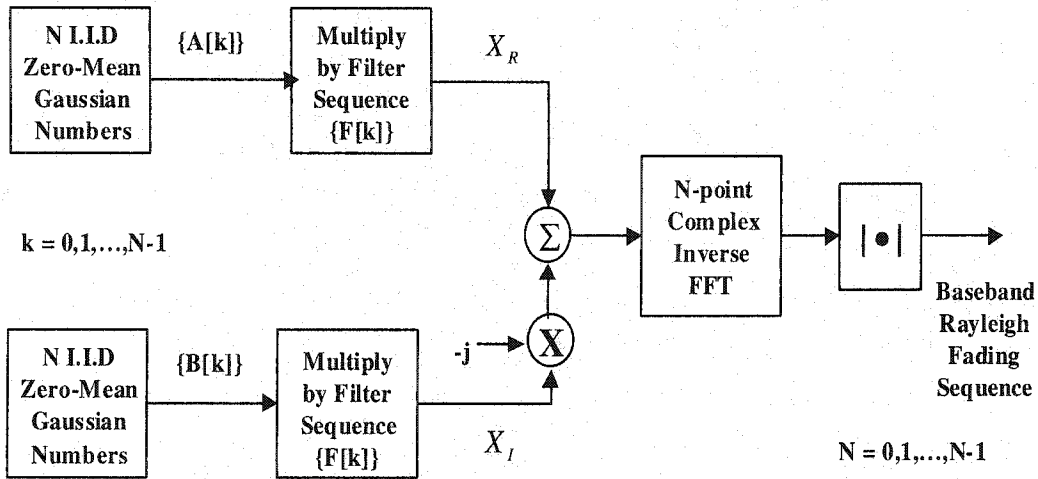 N I.I.D
Zero-Mean
Gaussian
Numbers
{A[k]}
Multiply
by Filter
Sequence
{F[k]}
X_R
k = 0,1,...,N-1
Σ
N-point
Complex
Inverse
FFT
|●|
Baseband
Rayleigh
Fading
Sequence
-j
X
N I.I.D
Zero-Mean
Gaussian
Numbers
{B[k]}
Multiply
by Filter
Sequence
{F[k]}
X_I
N = 0,1,...,N-1